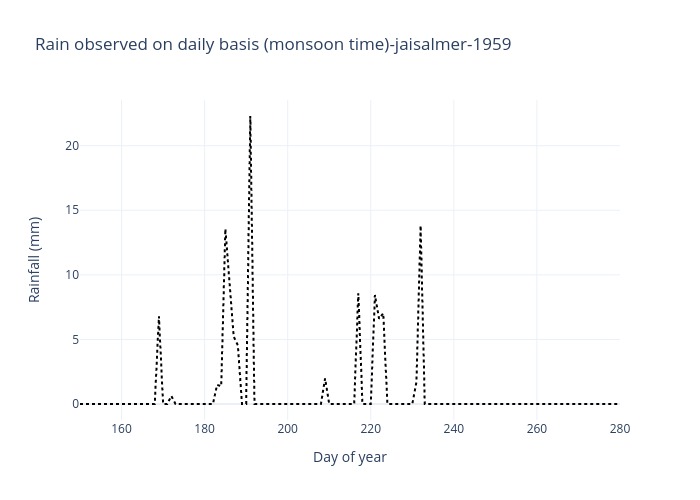 Rain observed on daily basis (monsoon time)-jaisalmer-1959
20
15
10
5
0
Rainfall (mm)
160 180 200 220 240 260 280
Day of year